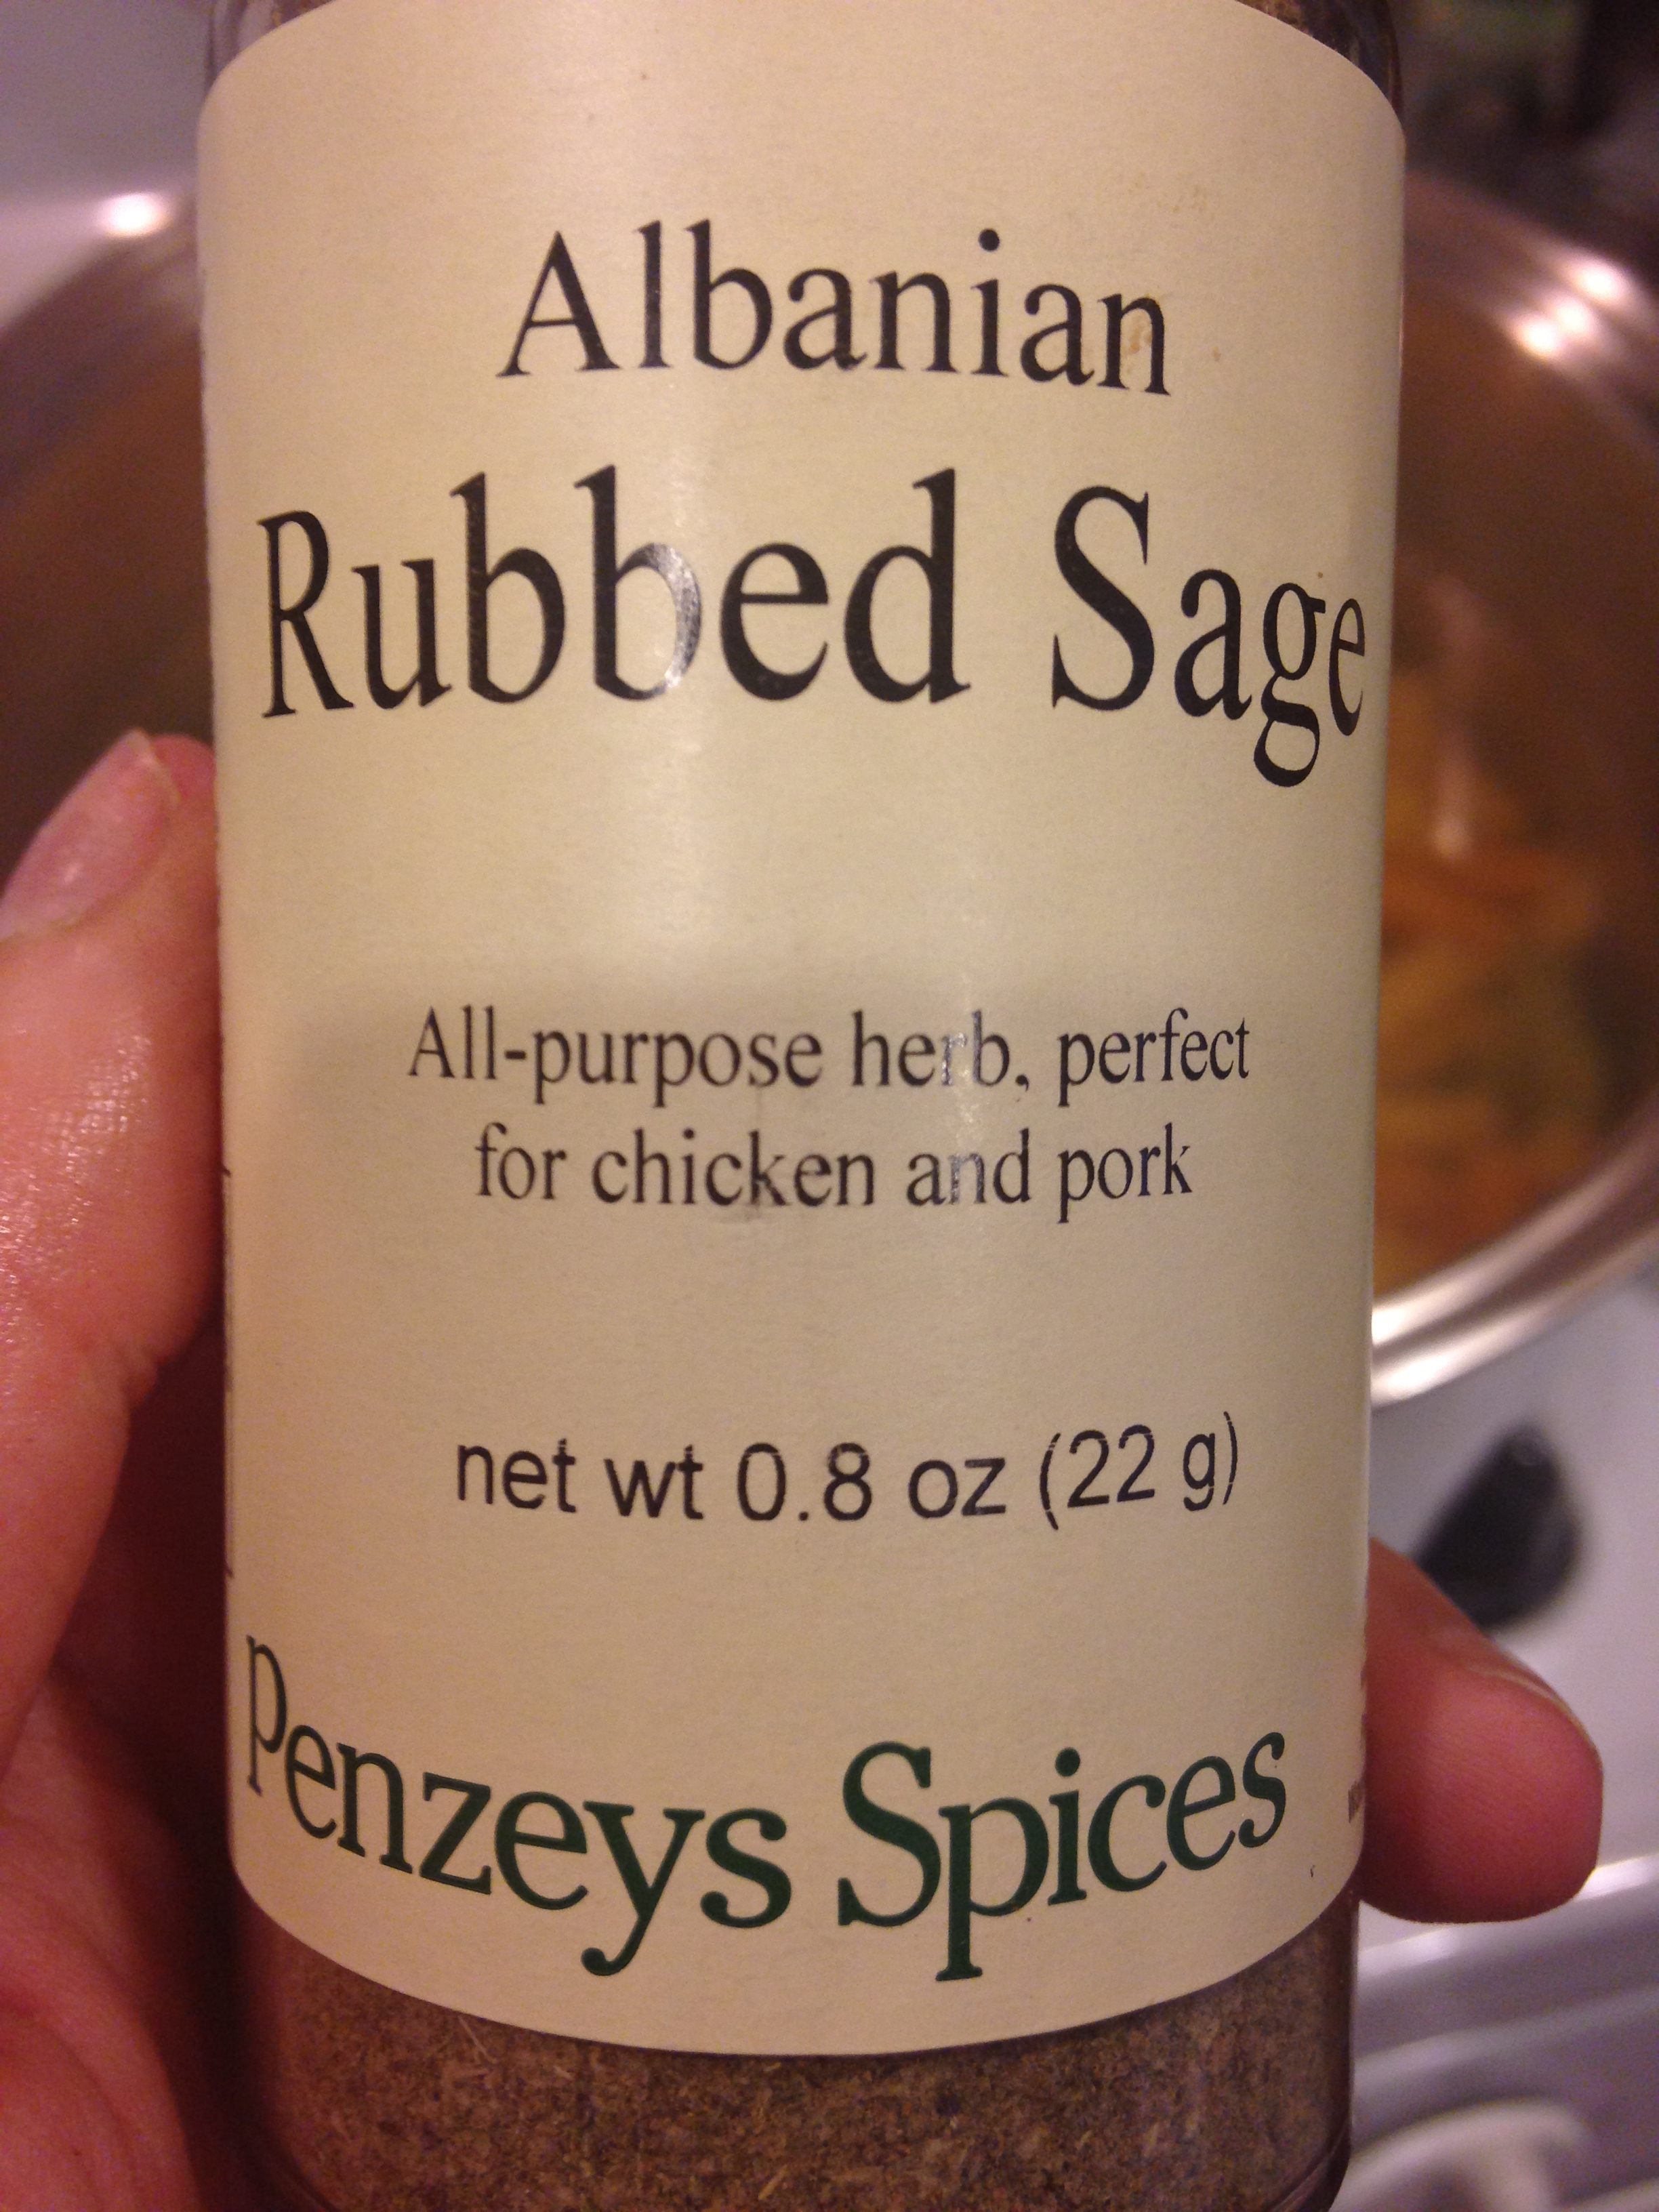 Albanian
Rubbed Sage
All-purpose herb, perfect
for chicken and pork
net wt 0.8 oz (22 g)
Penzeys Spices